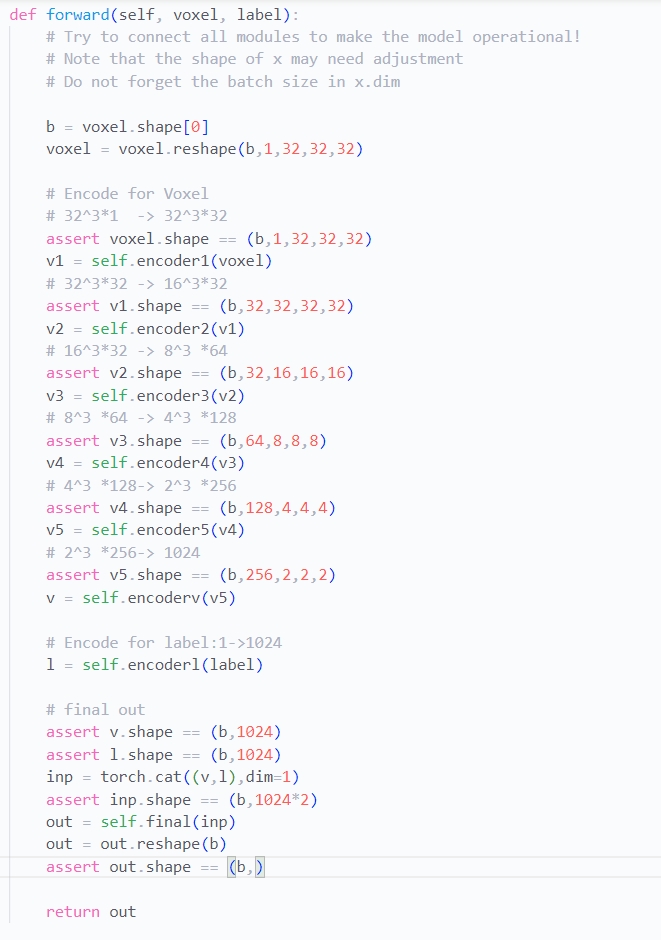 def forward(self, voxel, label):
    # Try to connect all modules to make the model operational!
    # Note that the shape of x may need adjustment
    # Do not forget the batch size in x.dim

    b = voxel.shape[0]
    voxel = voxel.reshape(b,1,32,32,32)

    # Encode for Voxel
    # 32^3*1  -> 32^3*32
    assert voxel.shape == (b,1,32,32,32)
    v1 = self.encoder1(voxel)
    # 32^3*32 -> 16^3*32
    assert v1.shape == (b,32,32,32,32)
    v2 = self.encoder2(v1)
    # 16^3*32 -> 8^3 *64
    assert v2.shape == (b,32,16,16,16)
    v3 = self.encoder3(v2)
    # 8^3 *64 -> 4^3 *128
    assert v3.shape == (b,64,8,8,8)
    v4 = self.encoder4(v3)
    # 4^3 *128-> 2^3 *256
    assert v4.shape == (b,128,4,4,4)
    v5 = self.encoder5(v4)
    # 2^3 *256-> 1024
    assert v5.shape == (b,256,2,2,2)
    v = self.encoderv(v5)

    # Encode for label:1->1024
    l = self.encoderl(label)

    # final out
    assert v.shape == (b,1024)
    assert l.shape == (b,1024)
    inp = torch.cat((v,l),dim=1)
    assert inp.shape == (b,1024*2)
    out = self.final(inp)
    out = out.reshape(b)
    assert out.shape == (b,)

    return out